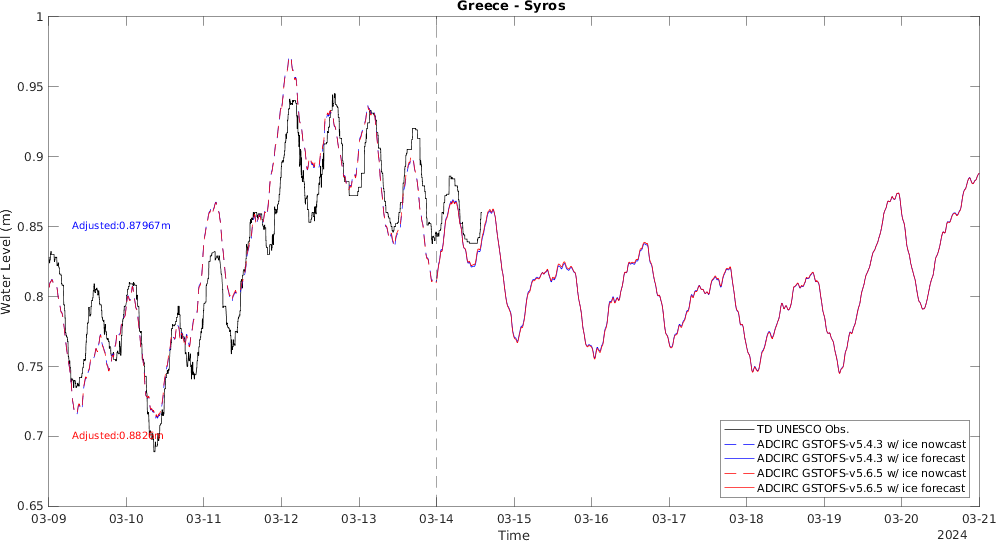 Greece - Syros
1
0.95
0.9
0.85
0.8
0.75
0.7
0.65
Water Level (m)
Adjusted:0.87967m
TD UNESCO Obs.
ADCIRC GSTOFS-v5.4.3 w/ ice nowcast
ADCIRC GSTOFS-v5.4.3 w/ ice forecast
ADCIRC GSTOFS-v5.6.5 w/ ice nowcast
ADCIRC GSTOFS-v5.6.5 w/ ice forecast
03-09 03-10 03-11 03-12 03-13 03-14 03-15 03-16 03-17 03-18 03-19 03-20 03-21
Time
2024